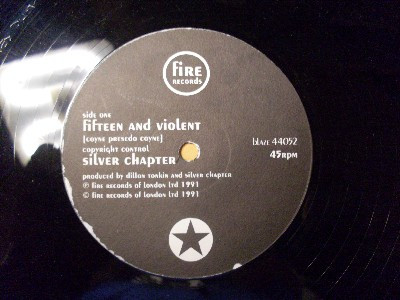 fire
RECORDS
side one
fifteen and violent
[coyne patsedo coyne]
copyright control
silver chapter
blaze 44052
45RPM
produced by dillon tonkin and silver chapter
℗ fire records of london ltd 1991
© fire records of london ltd 1991